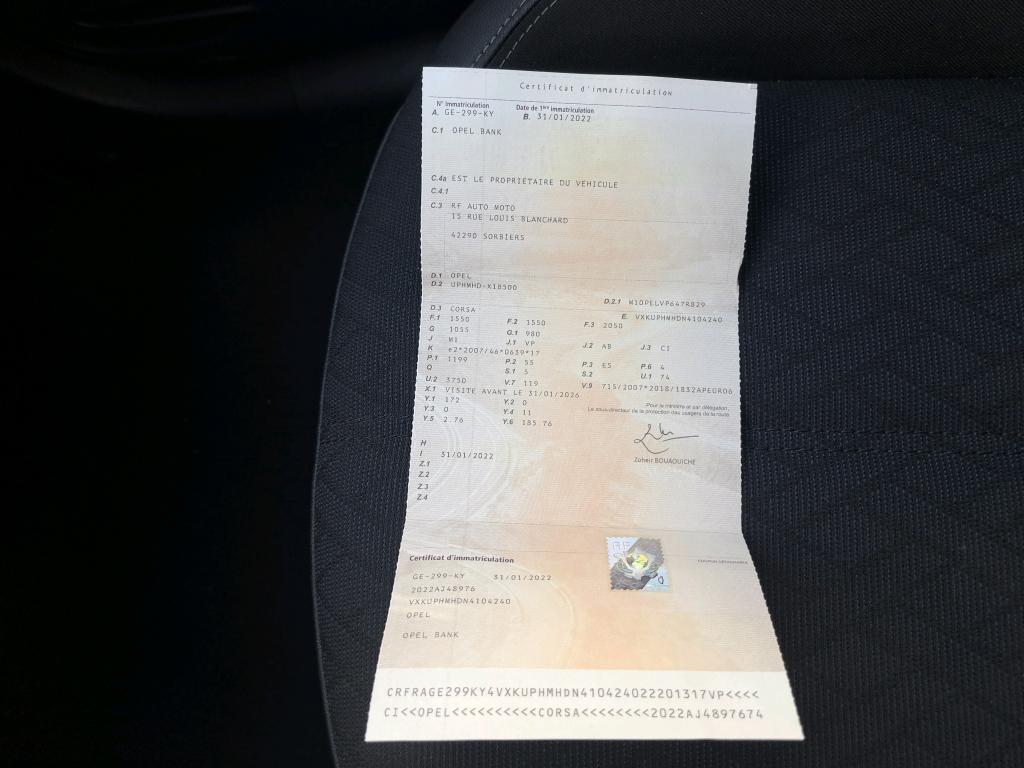 Certificat d'immatriculation
N° Immatriculation Date de 1ère immatriculation
A. GE-299-KY B. 31/01/2022
C.1 OPEL BANK
C.4a EST LE PROPRIÉTAIRE DU VÉHICULE
C.4.1
C.3 RF AUTO MOTO
15 RUE LOUIS BLANCHARD
42290 SORBIERS
D.1 OPEL
D.2 UPHMHD-X1B500
D.2.1 M10PELVP647R829
D.3 CORSA E. VXKUPHMHDN4104240
F.1 1550 F.2 1550 F.3 2050
G 1055 G.1 980
J M1 J.1 VP J.2 AB J.3 CI
K e2*2007/46*0639*17
P.1 1199 P.2 55 P.3 ES P.6 4
Q S.1 5 S.2 U.1 74
U.2 3750 V.7 119 V.9 715/2007*2018/1832APEURO6
X.1 VISITE AVANT LE 31/01/2026
Y.1 172 Y.2 0
Y.3 0 Y.4 11
Y.5 2.76 Y.6 185.76
Pour le ministre et par délégation,
Le sous-directeur de la protection des usagers de la route
Zoheir BOUAOUICHE
H
I 31/01/2022
Z.1
Z.2
Z.3
Z.4
Certificat d'immatriculation
COUPON DÉTACHABLE
GE-299-KY 31/01/2022
2022AJ48976
VXKUPHMHDN4104240
OPEL
OPEL BANK
CRFRAGE299KY4VXKUPHMHDN410424022201317VP<<<<
CI<<OPEL<<<<<<<<<<CORSA<<<<<<<<2022AJ4897674